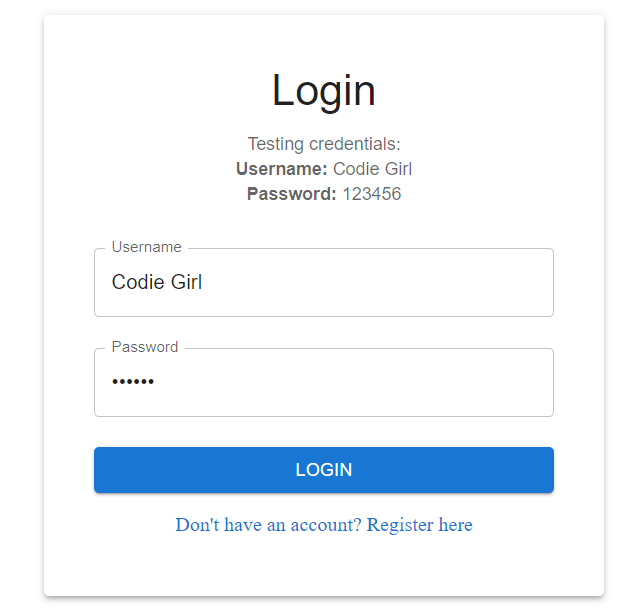 Login
Testing credentials:
Username: Codie Girl
Password: 123456
Username
Codie Girl
Password
••••••
LOGIN
Don't have an account? Register here